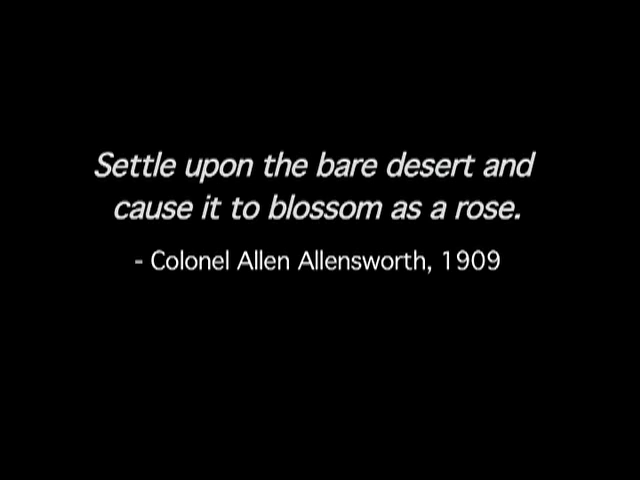 Settle upon the bare desert and
cause it to blossom as a rose.
- Colonel Allen Allensworth, 1909